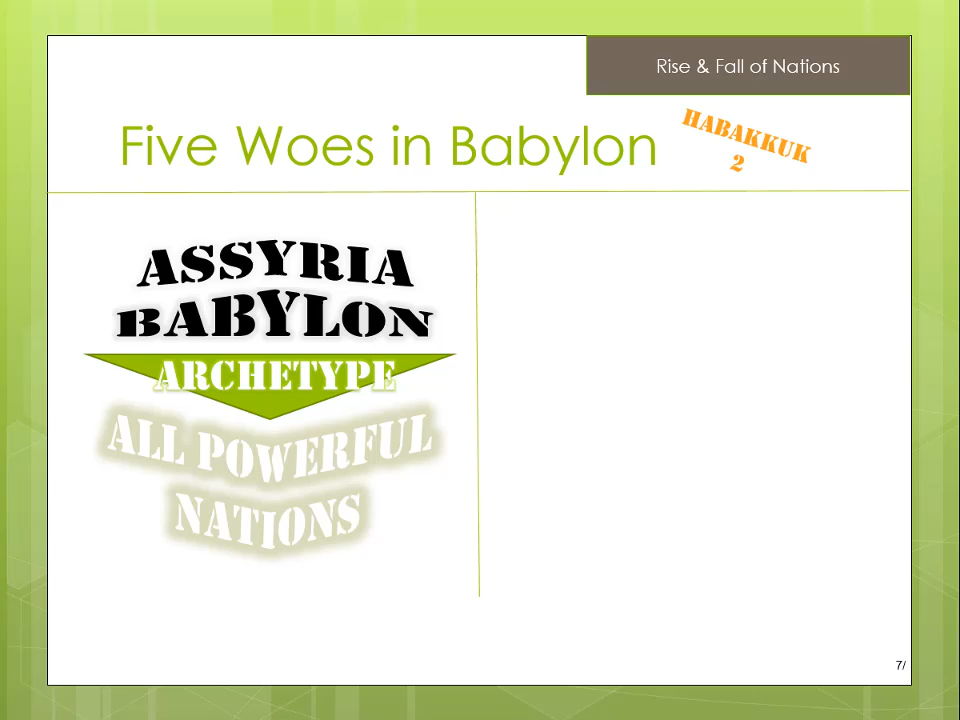 Rise & Fall of Nations
Five Woes in Babylon
HABAKKUK
2
ASSYRIA
BABYLON
ARCHETYPE
ALL POWERFUL
NATIONS
7/